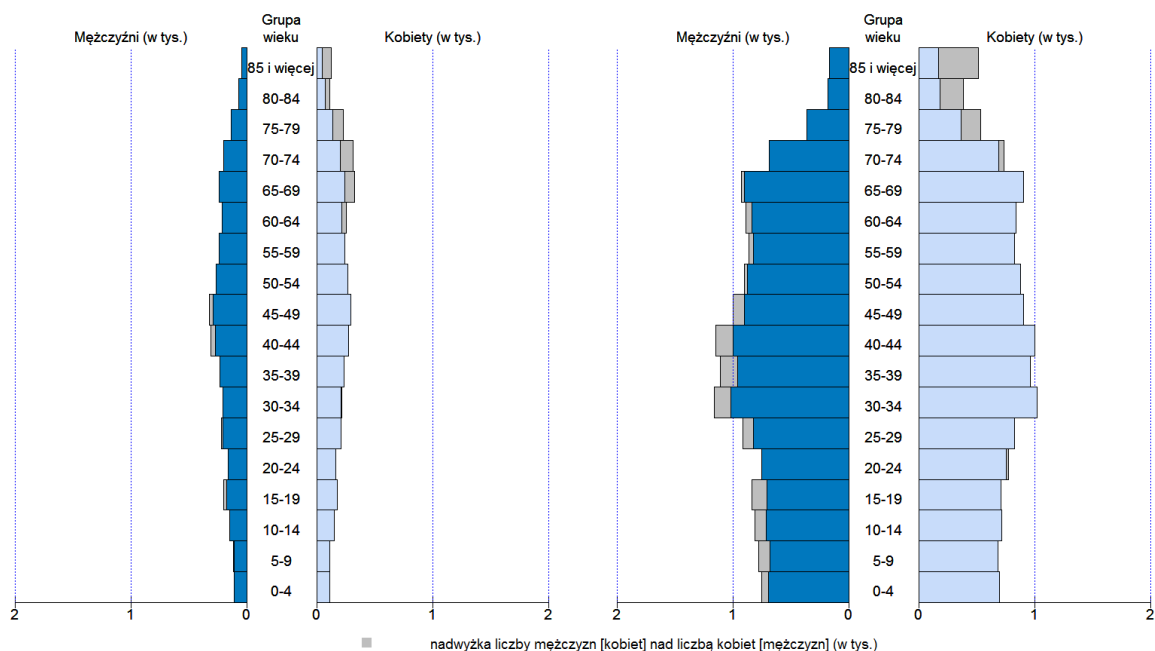 Grupa
wieku
Mężczyźni (w tys.)
Kobiety (w tys.)
85 i więcej
80-84
75-79
70-74
65-69
60-64
55-59
50-54
45-49
40-44
35-39
30-34
25-29
20-24
15-19
10-14
5-9
0-4
2 1 0 0 1 2
Grupa
wieku
Mężczyźni (w tys.)
Kobiety (w tys.)
85 i więcej
80-84
75-79
70-74
65-69
60-64
55-59
50-54
45-49
40-44
35-39
30-34
25-29
20-24
15-19
10-14
5-9
0-4
2 1 0 0 1 2
nadwyżka liczby mężczyzn [kobiet] nad liczbą kobiet [mężczyzn] (w tys.)